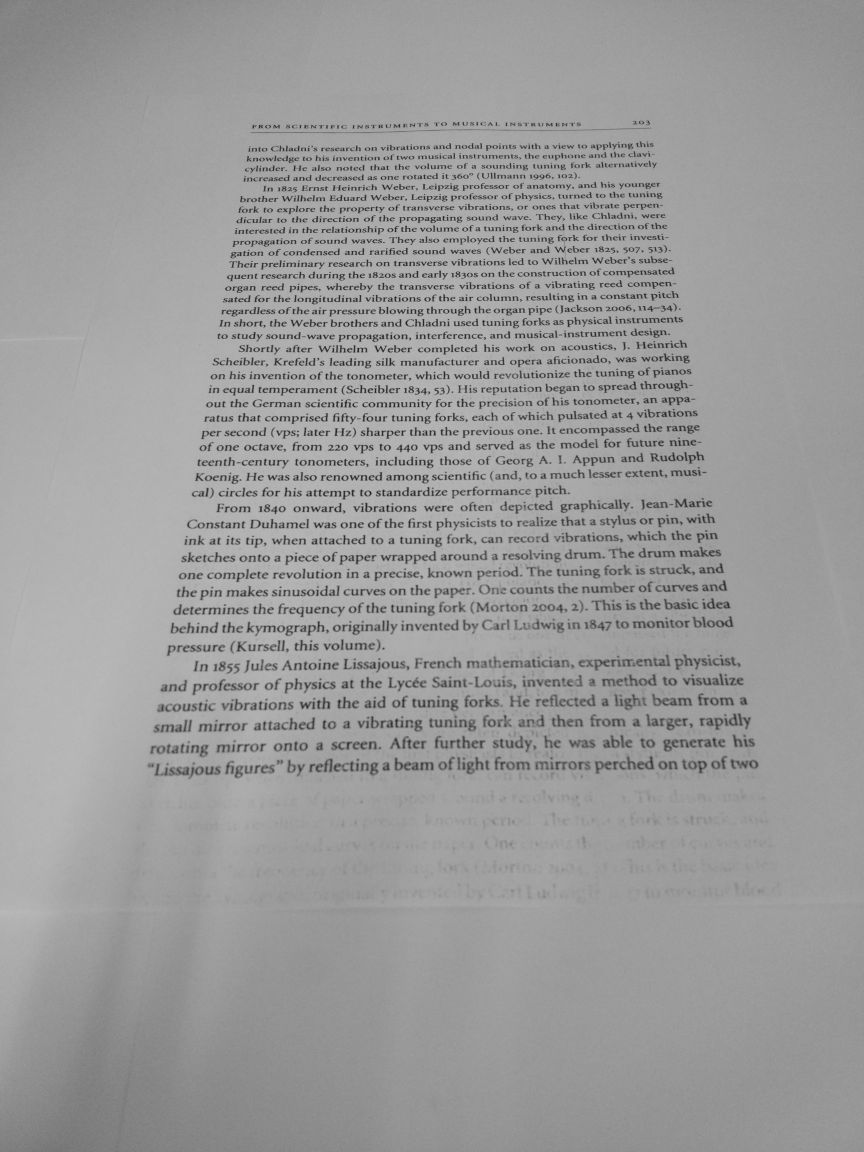 FROM SCIENTIFIC INSTRUMENTS TO MUSICAL INSTRUMENTS 203
into Chladni's research on vibrations and nodal points with a view to applying this
knowledge to his invention of two musical instruments, the euphone and the clavi-
cylinder. He also noted that the volume of a sounding tuning fork alternatively
increased and decreased as one rotated it 360° (Ullmann 1996, 102).
In 1825 Ernst Heinrich Weber, Leipzig professor of anatomy, and his younger
brother Wilhelm Eduard Weber, Leipzig professor of physics, turned to the tuning
fork to explore the property of transverse vibrations, or ones that vibrate perpen-
dicular to the direction of the propagating sound wave. They, like Chladni, were
interested in the relationship of the volume of a tuning fork and the direction of the
propagation of sound waves. They also employed the tuning fork for their investi-
gation of condensed and rarified sound waves (Weber and Weber 1825, 507, 513).
Their preliminary research on transverse vibrations led to Wilhelm Weber's subse-
quent research during the 1820s and early 1830s on the construction of compensated
organ reed pipes, whereby the transverse vibrations of a vibrating reed compen-
sated for the longitudinal vibrations of the air column, resulting in a constant pitch
regardless of the air pressure blowing through the organ pipe (Jackson 2006, 114–34).
In short, the Weber brothers and Chladni used tuning forks as physical instruments
to study sound-wave propagation, interference, and musical-instrument design.
Shortly after Wilhelm Weber completed his work on acoustics, J. Heinrich
Scheibler, Krefeld's leading silk manufacturer and opera aficionado, was working
on his invention of the tonometer, which would revolutionize the tuning of pianos
in equal temperament (Scheibler 1834, 53). His reputation began to spread through-
out the German scientific community for the precision of his tonometer, an appa-
ratus that comprised fifty-four tuning forks, each of which pulsated at 4 vibrations
per second (vps; later Hz) sharper than the previous one. It encompassed the range
of one octave, from 220 vps to 440 vps and served as the model for future nine-
teenth-century tonometers, including those of Georg A. I. Appun and Rudolph
Koenig. He was also renowned among scientific (and, to a much lesser extent, musi-
cal) circles for his attempt to standardize performance pitch.
From 1840 onward, vibrations were often depicted graphically. Jean-Marie
Constant Duhamel was one of the first physicists to realize that a stylus or pin, with
ink at its tip, when attached to a tuning fork, can record vibrations, which the pin
sketches onto a piece of paper wrapped around a resolving drum. The drum makes
one complete revolution in a precise, known period. The tuning fork is struck, and
the pin makes sinusoidal curves on the paper. One counts the number of curves and
determines the frequency of the tuning fork (Morton 2004, 2). This is the basic idea
behind the kymograph, originally invented by Carl Ludwig in 1847 to monitor blood
pressure (Kursell, this volume).
In 1855 Jules Antoine Lissajous, French mathematician, experimental physicist,
and professor of physics at the Lycée Saint-Louis, invented a method to visualize
acoustic vibrations with the aid of tuning forks. He reflected a light beam from a
small mirror attached to a vibrating tuning fork and then from a larger, rapidly
rotating mirror onto a screen. After further study, he was able to generate his
"Lissajous figures" by reflecting a beam of light from mirrors perched on top of two